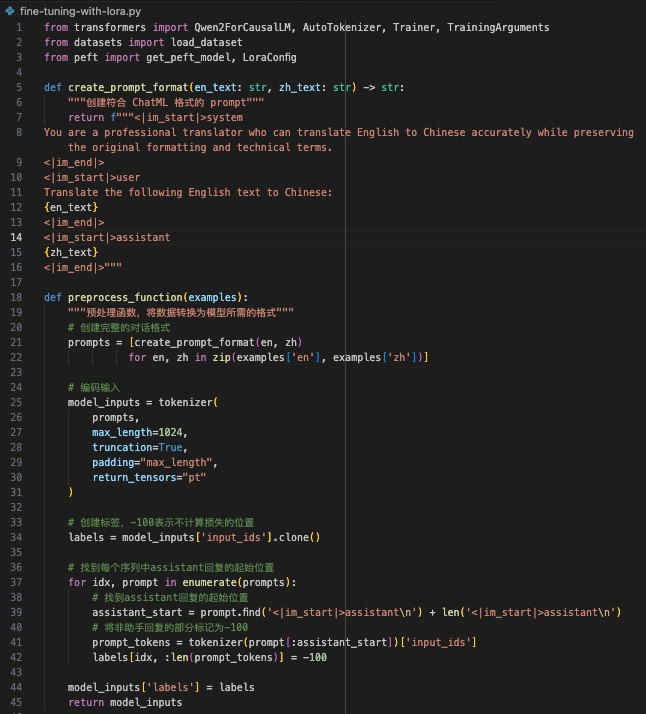 fine-tuning-with-lora.py
1 from transformers import Qwen2ForCausalLM, AutoTokenizer, Trainer, TrainingArguments
2 from datasets import load_dataset
3 from peft import get_peft_model, LoraConfig
4
5 def create_prompt_format(en_text: str, zh_text: str) -> str:
6     """创建符合 ChatML 格式的 prompt"""
7     return f"""<|im_start|>system
8 You are a professional translator who can translate English to Chinese accurately while preserving
    the original formatting and technical terms.
9 <|im_end|>
10 <|im_start|>user
11 Translate the following English text to Chinese:
12 {en_text}
13 <|im_end|>
14 <|im_start|>assistant
15 {zh_text}
16 <|im_end|>"""
17
18 def preprocess_function(examples):
19     """预处理函数，将数据转换为模型所需的格式"""
20     # 创建完整的对话格式
21     prompts = [create_prompt_format(en, zh)
22               for en, zh in zip(examples['en'], examples['zh'])]
23
24     # 编码输入
25     model_inputs = tokenizer(
26         prompts,
27         max_length=1024,
28         truncation=True,
29         padding="max_length",
30         return_tensors="pt"
31     )
32
33     # 创建标签，-100表示不计算损失的位置
34     labels = model_inputs['input_ids'].clone()
35
36     # 找到每个序列中assistant回复的起始位置
37     for idx, prompt in enumerate(prompts):
38         # 找到assistant回复的起始位置
39         assistant_start = prompt.find('<|im_start|>assistant\n') + len('<|im_start|>assistant\n')
40         # 将非助手回复的部分标记为-100
41         prompt_tokens = tokenizer(prompt[:assistant_start])['input_ids']
42         labels[idx, :len(prompt_tokens)] = -100
43
44     model_inputs['labels'] = labels
45     return model_inputs